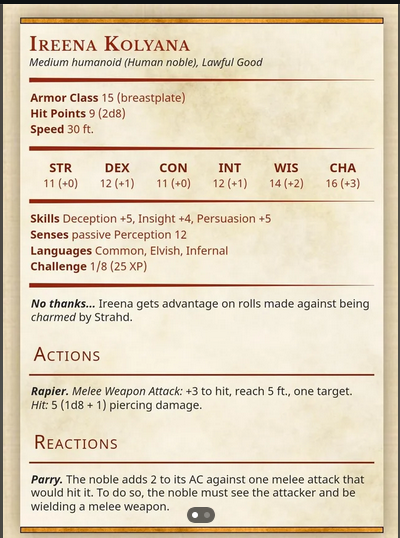 Ireena Kolyana
Medium humanoid (Human noble), Lawful Good
Armor Class 15 (breastplate)
Hit Points 9 (2d8)
Speed 30 ft.
STR DEX CON INT WIS CHA
11 (+0) 12 (+1) 11 (+0) 12 (+1) 14 (+2) 16 (+3)
Skills Deception +5, Insight +4, Persuasion +5
Senses passive Perception 12
Languages Common, Elvish, Infernal
Challenge 1/8 (25 XP)
No thanks... Ireena gets advantage on rolls made against being
charmed by Strahd.
Actions
Rapier. Melee Weapon Attack: +3 to hit, reach 5 ft., one target.
Hit: 5 (1d8 + 1) piercing damage.
Reactions
Parry. The noble adds 2 to its AC against one melee attack that
would hit it. To do so, the noble must see the attacker and be
wielding a melee weapon.